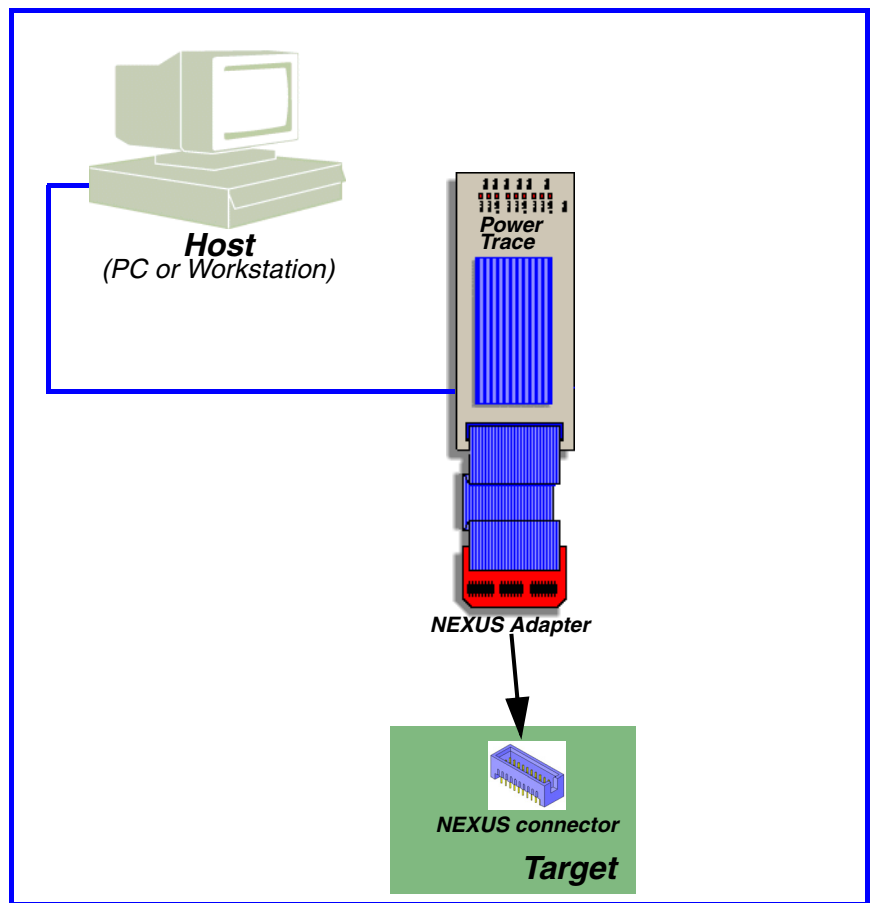 Power
Trace
Host
(PC or Workstation)
NEXUS Adapter
NEXUS connector
Target